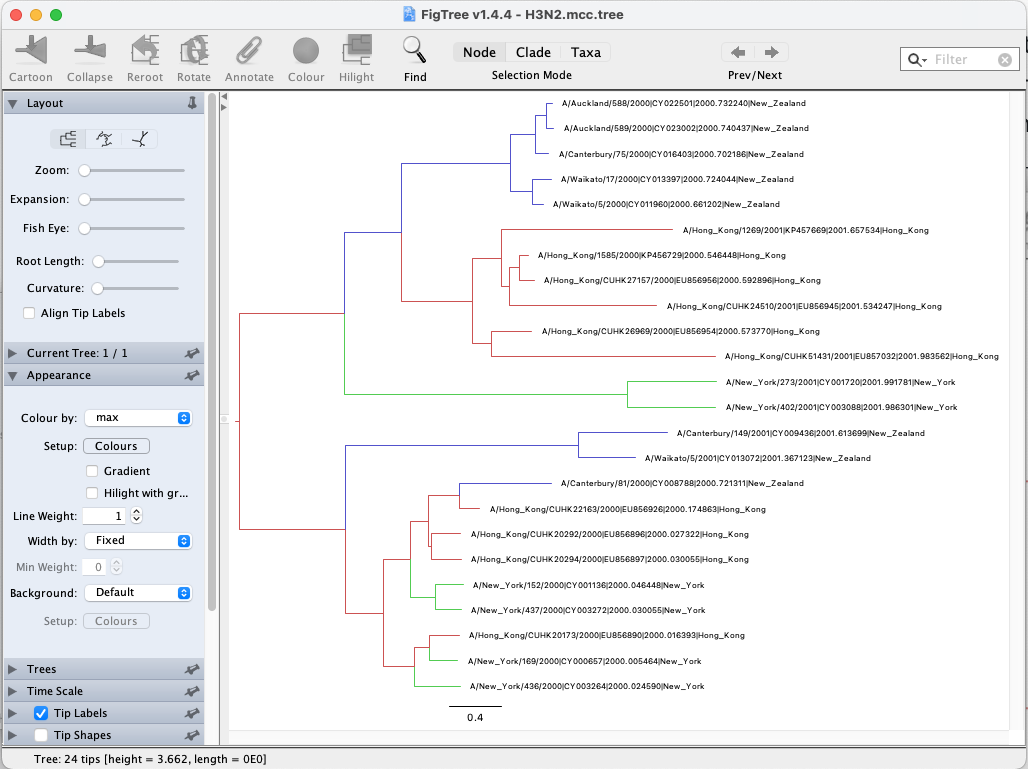 FigTree v1.4.4 - H3N2.mcc.tree
Cartoon Collapse Reroot Rotate Annotate Colour Hilight Find
Node Clade Taxa
Selection Mode
Prev/Next
Filter
Layout
Zoom:
Expansion:
Fish Eye:
Root Length:
Curvature:
Align Tip Labels
Current Tree: 1 / 1
Appearance
Colour by: max
Setup: Colours
Gradient
Hilight with gr...
Line Weight: 1
Width by: Fixed
Min Weight: 0
Background: Default
Setup: Colours
Trees
Time Scale
Tip Labels
Tip Shapes
A/Auckland/588/2000|CY022501|2000.732240|New_Zealand
A/Auckland/589/2000|CY023002|2000.740437|New_Zealand
A/Canterbury/75/2000|CY016403|2000.702186|New_Zealand
A/Waikato/17/2000|CY013397|2000.724044|New_Zealand
A/Waikato/5/2000|CY011960|2000.661202|New_Zealand
A/Hong_Kong/1269/2001|KP457669|2001.657534|Hong_Kong
A/Hong_Kong/1585/2000|KP456729|2000.546448|Hong_Kong
A/Hong_Kong/CUHK27157/2000|EU856956|2000.592896|Hong_Kong
A/Hong_Kong/CUHK24510/2001|EU856945|2001.534247|Hong_Kong
A/Hong_Kong/CUHK26969/2000|EU856954|2000.573770|Hong_Kong
A/Hong_Kong/CUHK51431/2001|EU857032|2001.983562|Hong_Kong
A/New_York/273/2001|CY001720|2001.991781|New_York
A/New_York/402/2001|CY003088|2001.986301|New_York
A/Canterbury/149/2001|CY009436|2001.613699|New_Zealand
A/Waikato/5/2001|CY013072|2001.367123|New_Zealand
A/Canterbury/81/2000|CY008788|2000.721311|New_Zealand
A/Hong_Kong/CUHK22163/2000|EU856926|2000.174863|Hong_Kong
A/Hong_Kong/CUHK20292/2000|EU856896|2000.027322|Hong_Kong
A/Hong_Kong/CUHK20294/2000|EU856897|2000.030055|Hong_Kong
A/New_York/152/2000|CY001136|2000.046448|New_York
A/New_York/437/2000|CY003272|2000.030055|New_York
A/Hong_Kong/CUHK20173/2000|EU856890|2000.016393|Hong_Kong
A/New_York/169/2000|CY000657|2000.005464|New_York
A/New_York/436/2000|CY003264|2000.024590|New_York
0.4
Tree: 24 tips [height = 3.662, length = 0E0]